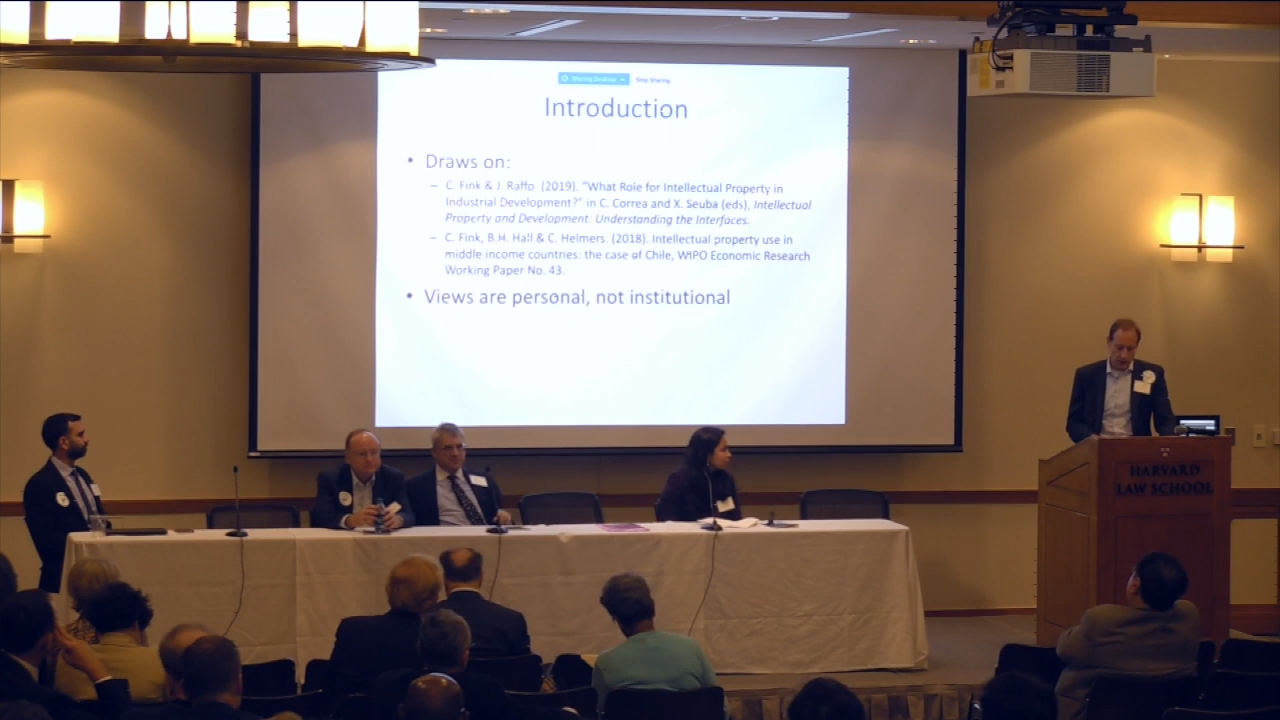 Sharing Desktop Stop Sharing
Introduction
• Draws on:
– C. Fink & J. Raffo. (2019). "What Role for Intellectual Property in
Industrial Development?" in C. Correa and X. Seuba (eds), Intellectual
Property and Development: Understanding the Interfaces.
– C. Fink, B.H. Hall & C. Helmers. (2018). Intellectual property use in
middle income countries: the case of Chile, WIPO Economic Research
Working Paper No. 43.
• Views are personal, not institutional
HARVARD
LAW SCHOOL